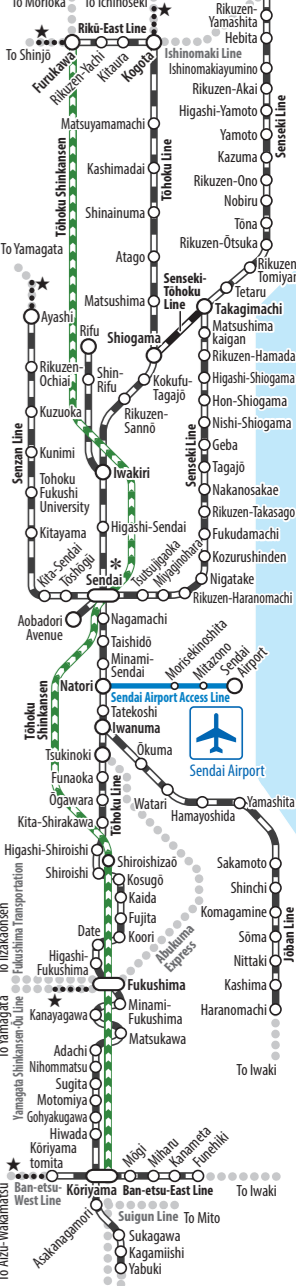 To Morioka
To Ichinoseki
★
Rikuzen-
Yamashita
Hebita
Ishinomakiayumino
Rikuzen-Akai
Higashi-Yamoto
Yamoto
Kazuma
Rikuzen-Ono
Nobiru
Tōna
Rikuzen-Ōtsuka
Senseki Line
Rikuzen-
Tetaru
Takagimachi
★
To Shinjō
Rikū-East Line
Furukawa
Rikuzen-Yachi
Kitaura
Kogota
Ishinomaki Line
Tōhoku Shinkansen
Tōhoku Line
Matsuyamamachi
Kashimadai
Shinainuma
Atago
Matsushima
Shiogama
Senseki-
Tōhoku
Line
To Yamagata
★
Ayashi
Rikuzen-
Ochiai
Kuzuoka
Kunimi
Tohoku
Fukushi
University
Kitayama
Kita-Sendai
Tōshōgū
Senzan Line
Rifu
Shin-
Rifu
Kokufu-
Tagajō
Rikuzen-
Sannō
Iwakiri
Higashi-Sendai
Matsushima
kaigan
Rikuzen-Hamada
Higashi-Shiogama
Hon-Shiogama
Nishi-Shiogama
Geba
Tagajō
Nakanosakae
Rikuzen-Takasago
Fukudamachi
Kozurushinden
Nigatake
Rikuzen-Haranomachi
Senseki Line
*
Sendai
Tsutsujigaoka
Miyaginohara
Aobadori
Avenue
Nagamachi
Taishidō
Minami-
Sendai
Natori
Morisekinoshita
Mitazono
Sendai
Airport
Sendai Airport Access Line
Sendai Airport
Tōhoku
Shinkansen
Tatekoshi
Iwanuma
Tsukinoki
Funaoka
Ōgawara
Kita-Shirakawa
Tōhoku Line
Ōkuma
Watari
Hamayoshida
Yamashita
Sakamoto
Shinchi
Komagamine
Sōma
Nittaki
Kashima
Haranomachi
Jōban Line
To Iwaki
Higashi-Shiroishi
Shiroishi
Shiroishizaō
Kosugō
Kaida
Fujita
Koori
Date
Higashi-
Fukushima
Abukuma
Express
To Iizakaonsen
Fukushima Transportation
★
Fukushima
To Yamagata
Yamagata Shinkansen-Ōu Line
Kanayagawa
Minami-
Fukushima
Matsukawa
Adachi
Nihommatsu
Sugita
Motomiya
Gohyakugawa
Hiwada
Kōriyama
tomita
★
Ban-etsu-
West Line
To Aizu-Wakamatsu
Kōriyama
Mōgj
Miharu
Kanameta
Funehiki
Ban-etsu-East Line
To Iwaki
Asakanagamori
Suigun Line
To Mito
Sukagawa
Kagamiishi
Yabuki